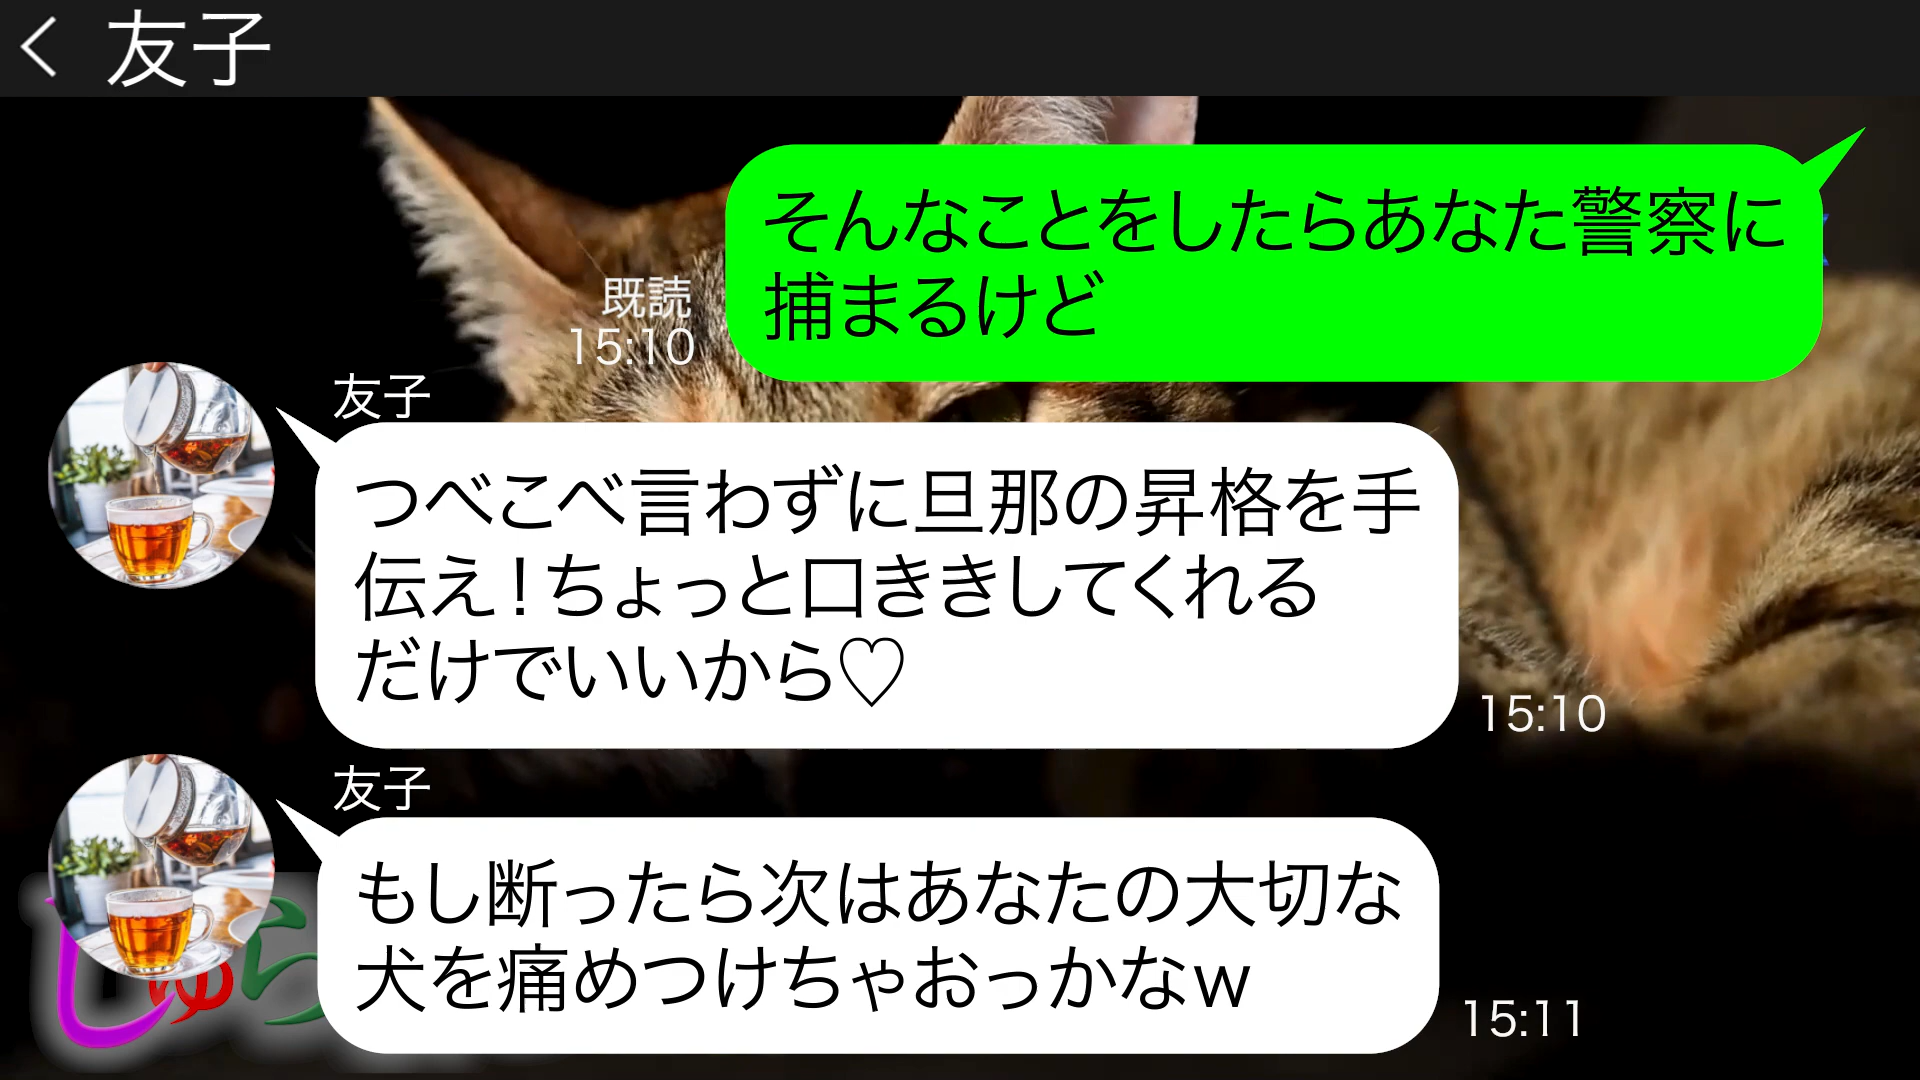 友子
そんなことをしたらあなた警察に
捕まるけど
既読
15:10
友子
つべこべ言わずに旦那の昇格を手
伝え！ちょっと口ききしてくれる
だけでいいから♡
15:10
友子
もし断ったら次はあなたの大切な
犬を痛めつけちゃおっかなw
15:11
しゅら